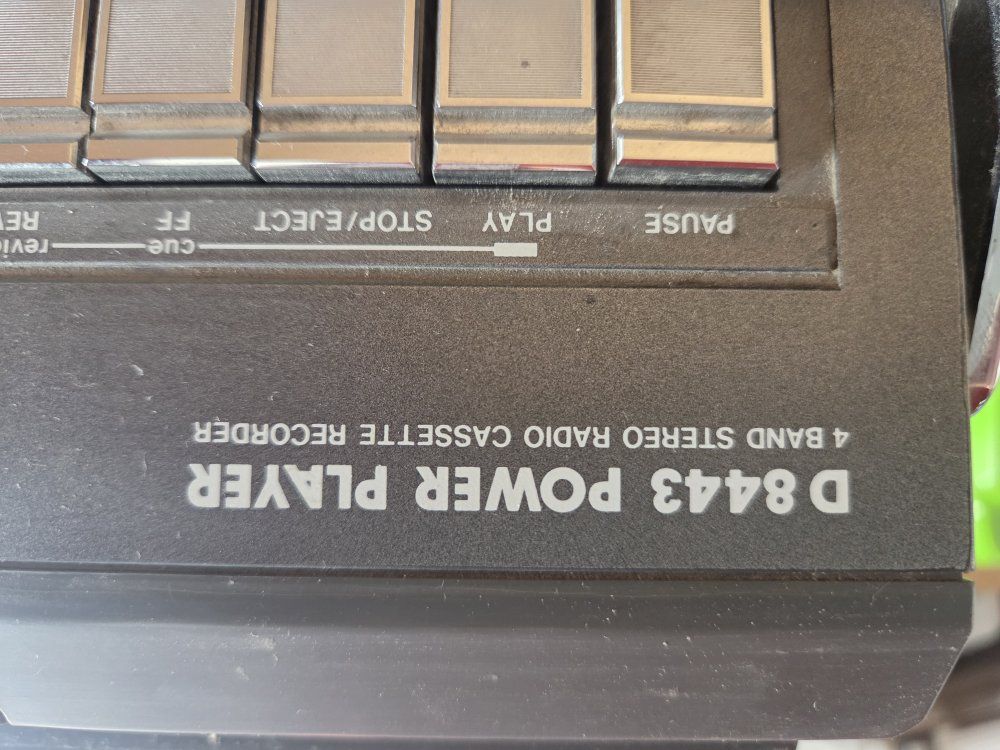 D 8443 POWER PLAYER
4 BAND STEREO RADIO CASSETTE RECORDER
cue
PAUSE PLAY STOP/EJECT FF